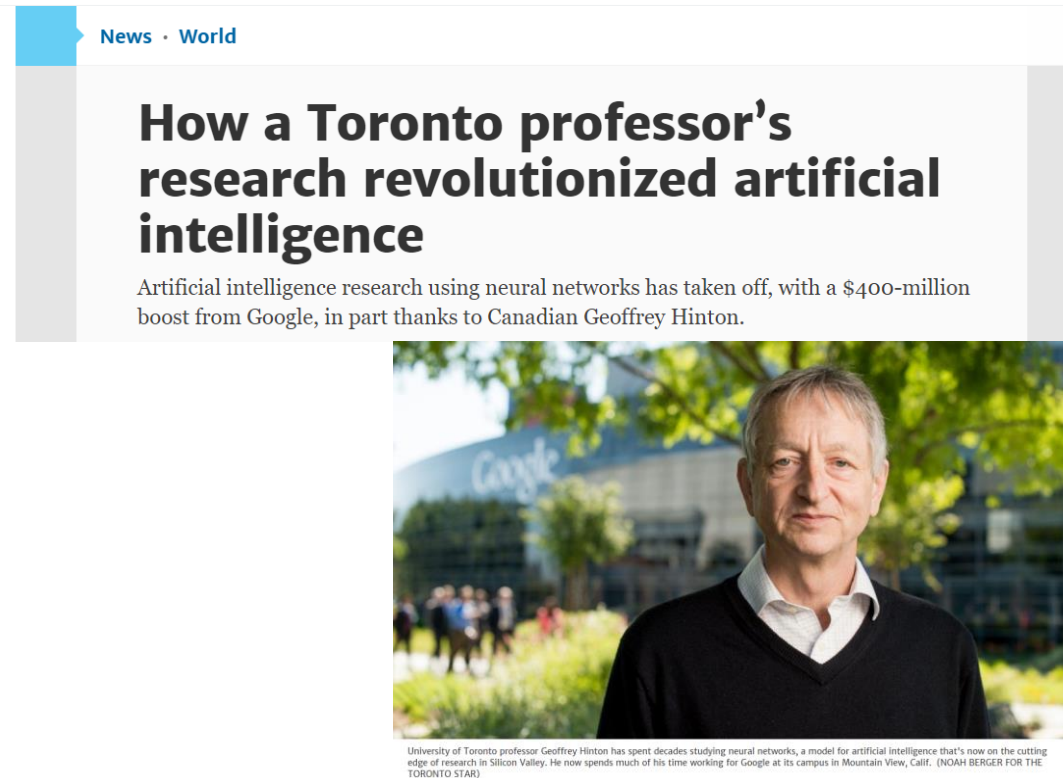 News · World
How a Toronto professor’s
research revolutionized artificial
intelligence
Artificial intelligence research using neural networks has taken off, with a $400-million
boost from Google, in part thanks to Canadian Geoffrey Hinton.
Google
University of Toronto professor Geoffrey Hinton has spent decades studying neural networks, a model for artificial intelligence that's now on the cutting
edge of research in Silicon Valley. He now spends much of his time working for Google at its campus in Mountain View, Calif. (NOAH BERGER FOR THE
TORONTO STAR)